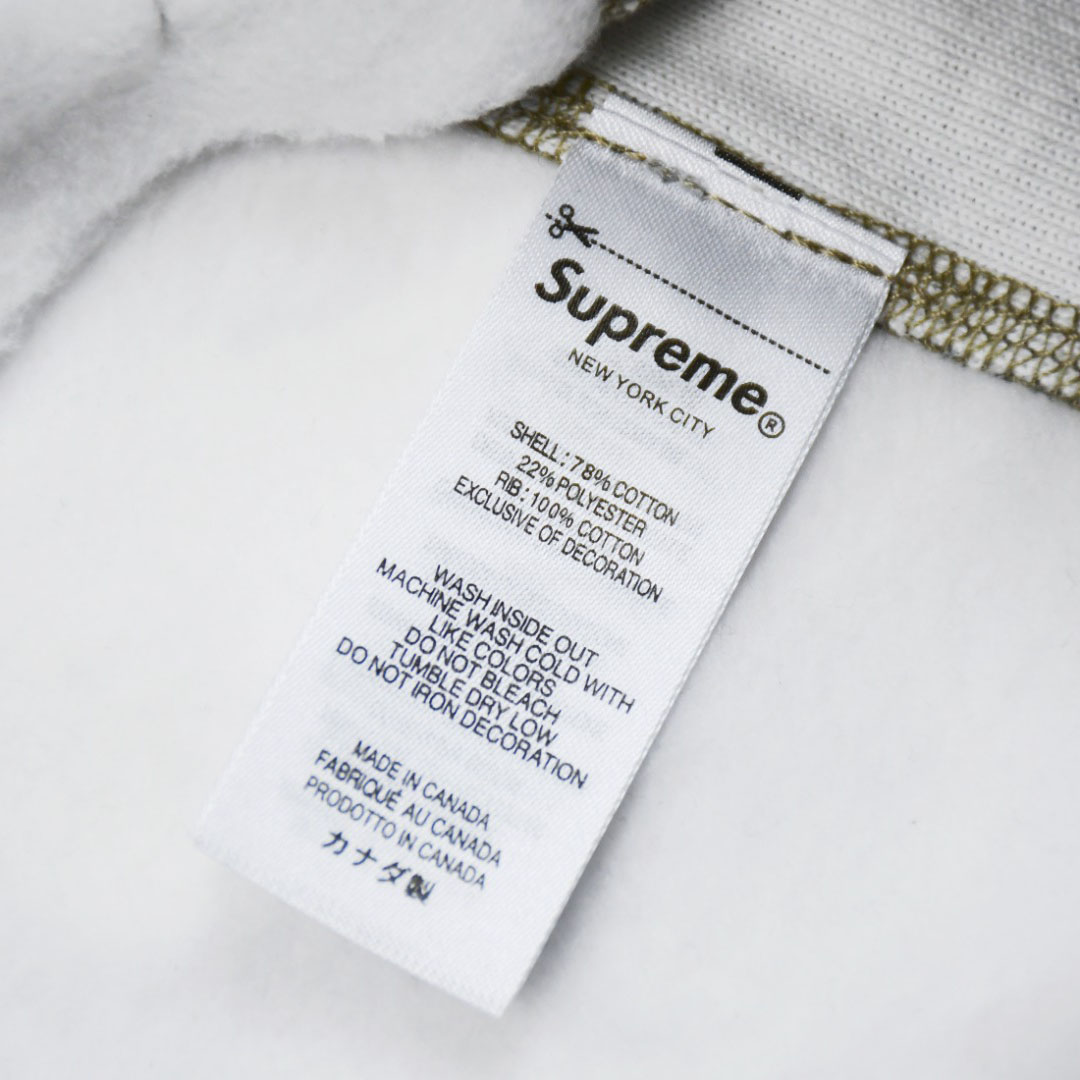 Supreme®
NEW YORK CITY
SHELL: 78% COTTON
22% POLYESTER
RIB: 100% COTTON
EXCLUSIVE OF DECORATION
WASH INSIDE OUT
MACHINE WASH COLD WITH
LIKE COLORS
DO NOT BLEACH
TUMBLE DRY LOW
DO NOT IRON DECORATION
MADE IN CANADA
FABRIQUÉ AU CANADA
PRODOTTO IN CANADA
カナダ製